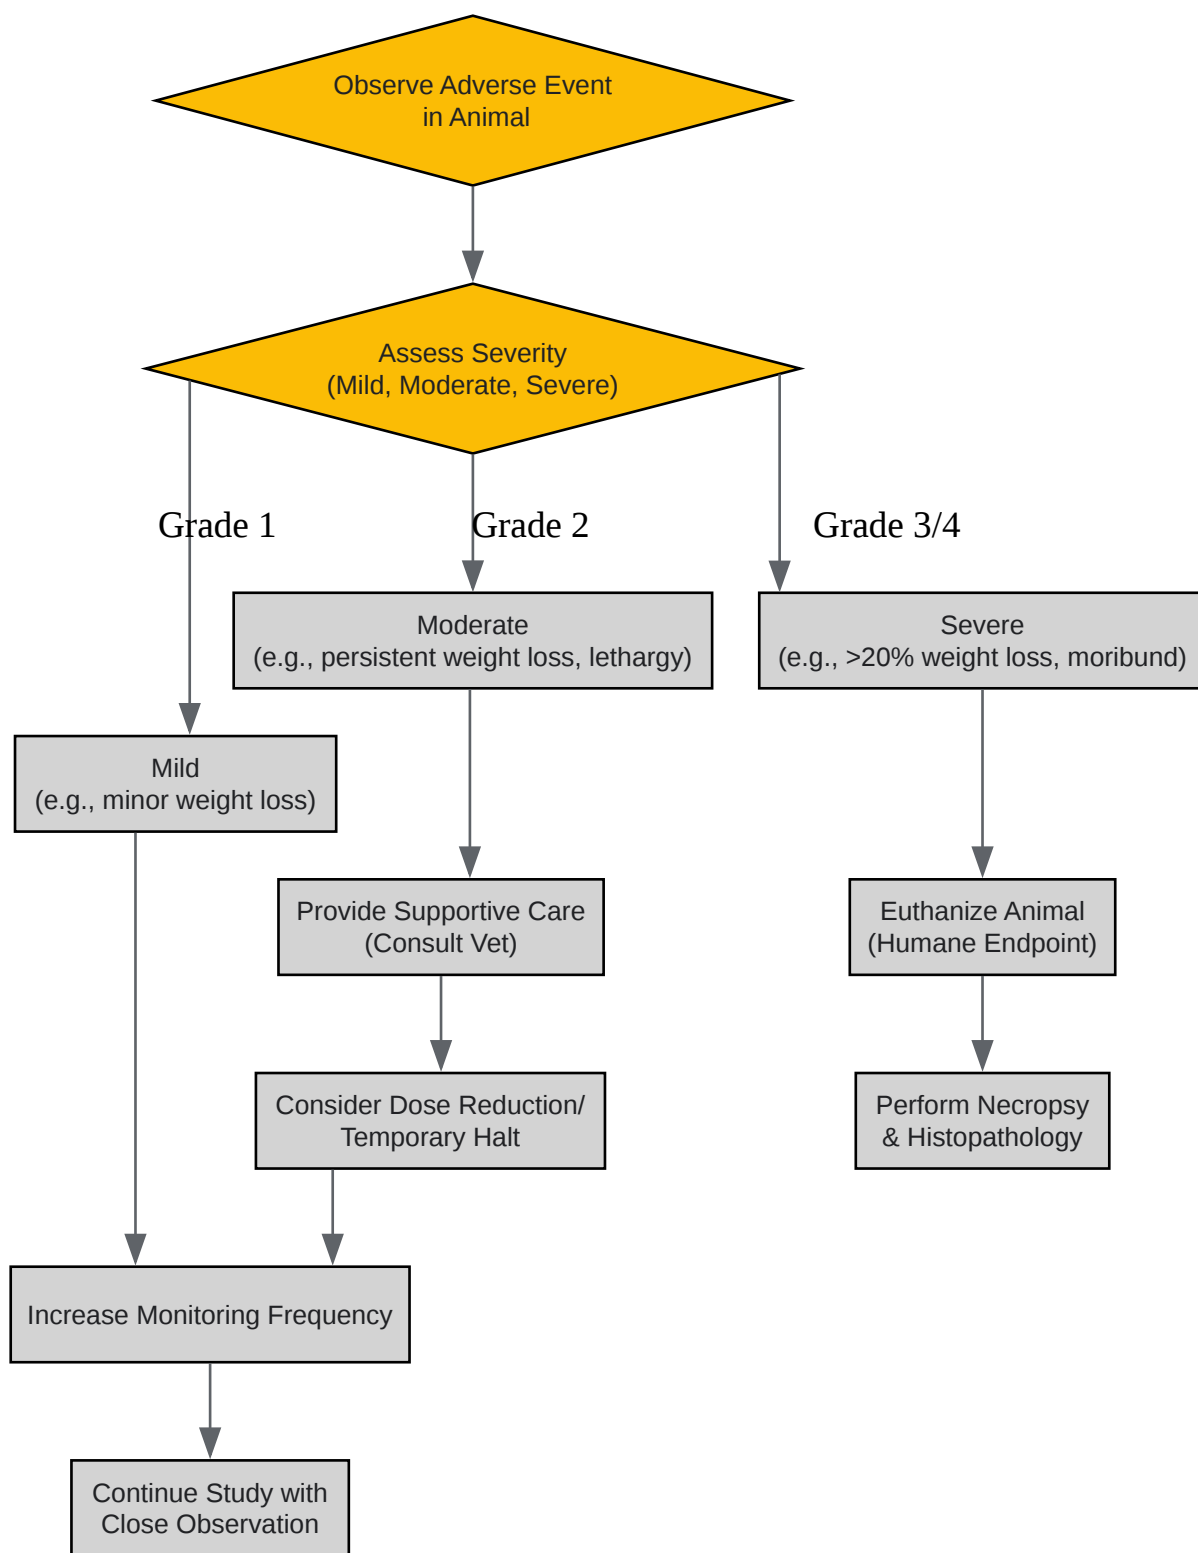 Observe Adverse Event
in Animal
Assess Severity
(Mild, Moderate, Severe)
Grade 1
Grade 2
Grade 3/4
Moderate
(e.g., persistent weight loss, lethargy)
Severe
(e.g., >20% weight loss, moribund)
Mild
(e.g., minor weight loss)
Provide Supportive Care
(Consult Vet)
Euthanize Animal
(Humane Endpoint)
Consider Dose Reduction/
Temporary Halt
Perform Necropsy
& Histopathology
Increase Monitoring Frequency
Continue Study with
Close Observation